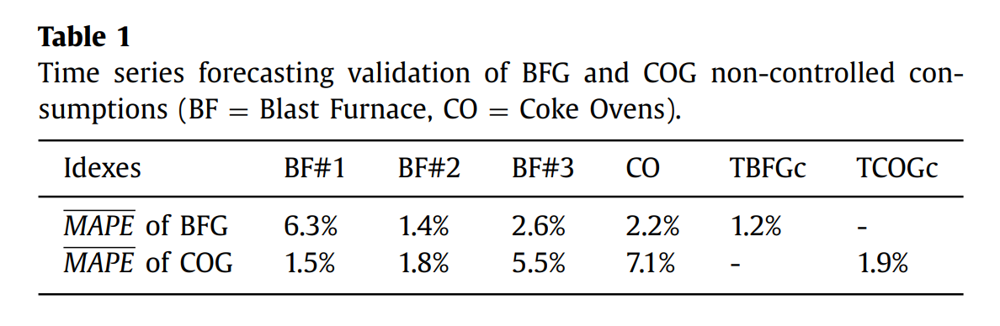 Table 1
Time series forecasting validation of BFG and COG non-controlled con-
sumptions (BF = Blast Furnace, CO = Coke Ovens).
Idexes BF#1 BF#2 BF#3 CO TBFGc TCOGc
MAPE of BFG 6.3% 1.4% 2.6% 2.2% 1.2% -
MAPE of COG 1.5% 1.8% 5.5% 7.1% - 1.9%